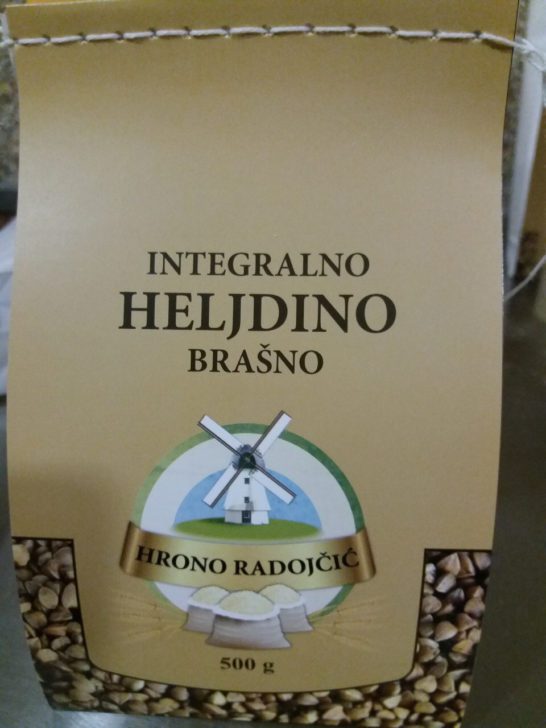 INTEGRALNO
HELJDINO
BRAŠNO
HRONO RADOJČIĆ
500 g